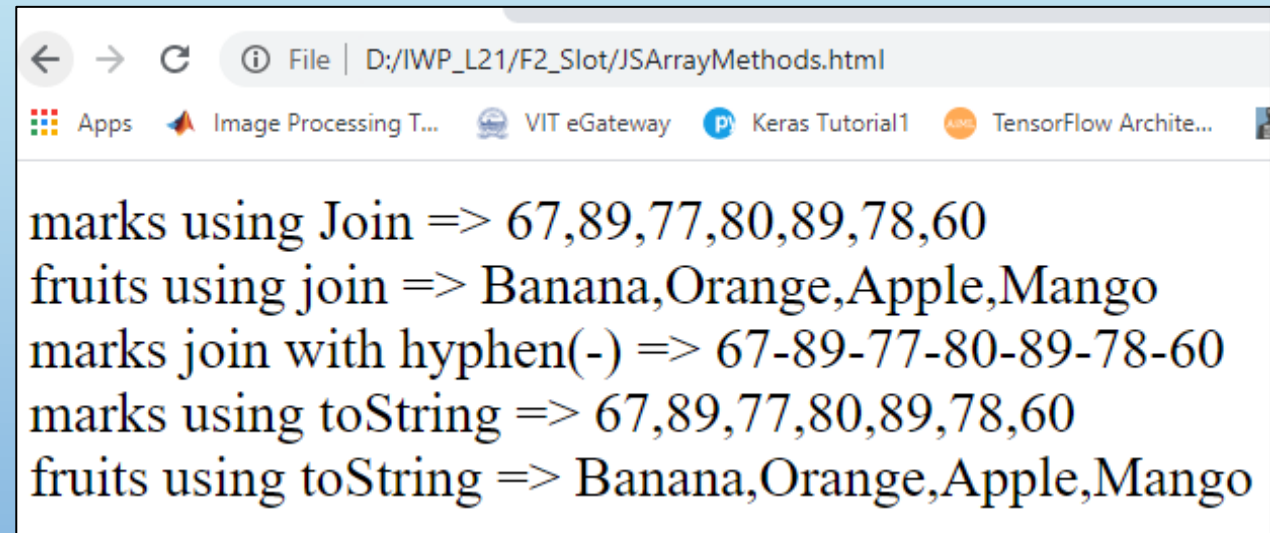 File | D:/IWP_L21/F2_Slot/JSArrayMethods.html
Apps Image Processing T... VIT eGateway Keras Tutorial1 TensorFlow Archite...
marks using Join => 67,89,77,80,89,78,60
fruits using join => Banana,Orange,Apple,Mango
marks join with hyphen(-) => 67-89-77-80-89-78-60
marks using toString => 67,89,77,80,89,78,60
fruits using toString => Banana,Orange,Apple,Mango